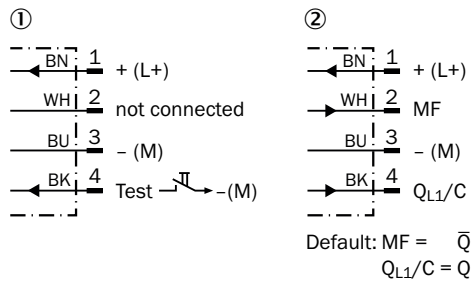 ①
BN 1 + (L+)
WH 2 not connected
BU 3 – (M)
BK 4 Test –(M)
②
BN 1 + (L+)
WH 2 MF
BU 3 – (M)
BK 4 QL1/C
Default: MF = Q̅
QL1/C = Q